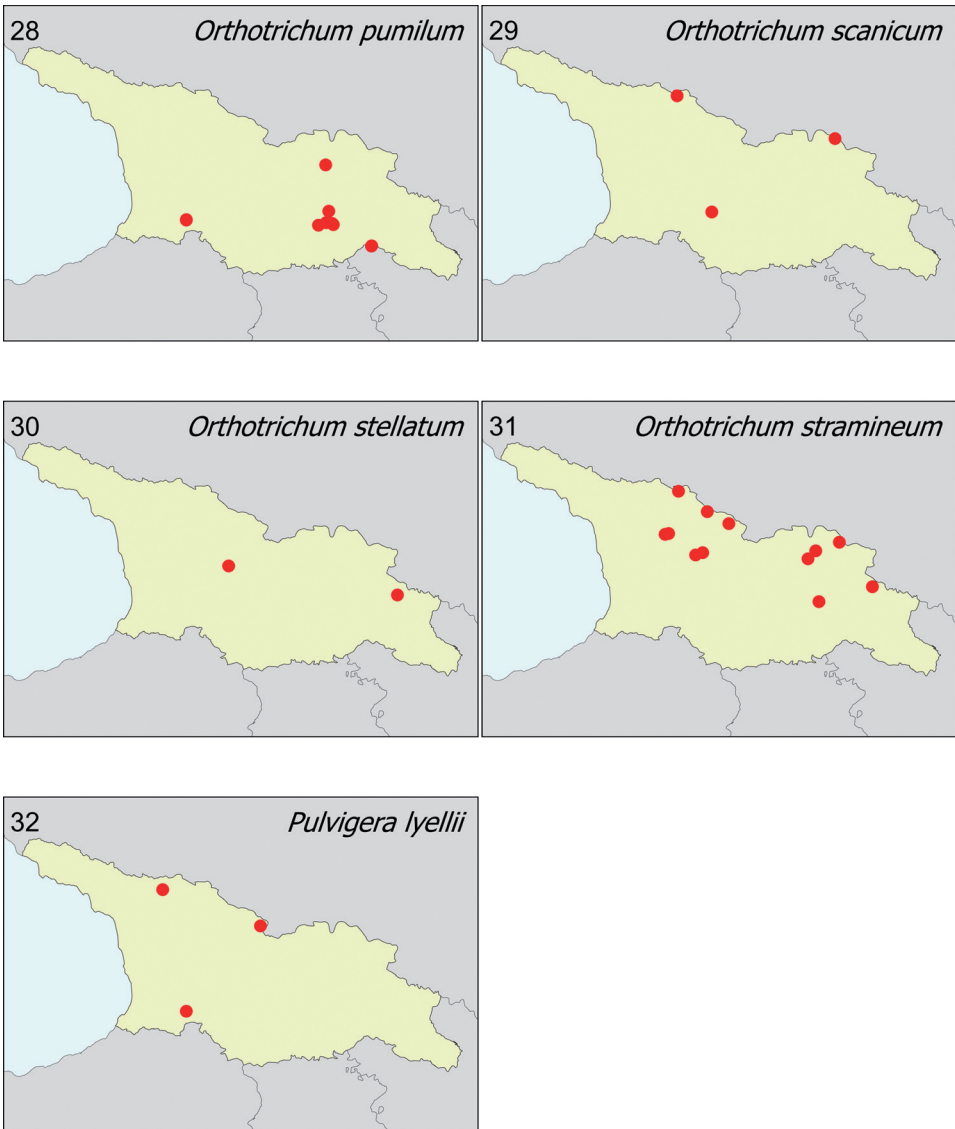 28 Orthotrichum pumilum
29 Orthotrichum scanicum
30 Orthotrichum stellatum
31 Orthotrichum stramineum
32 Pulvigera lyellii